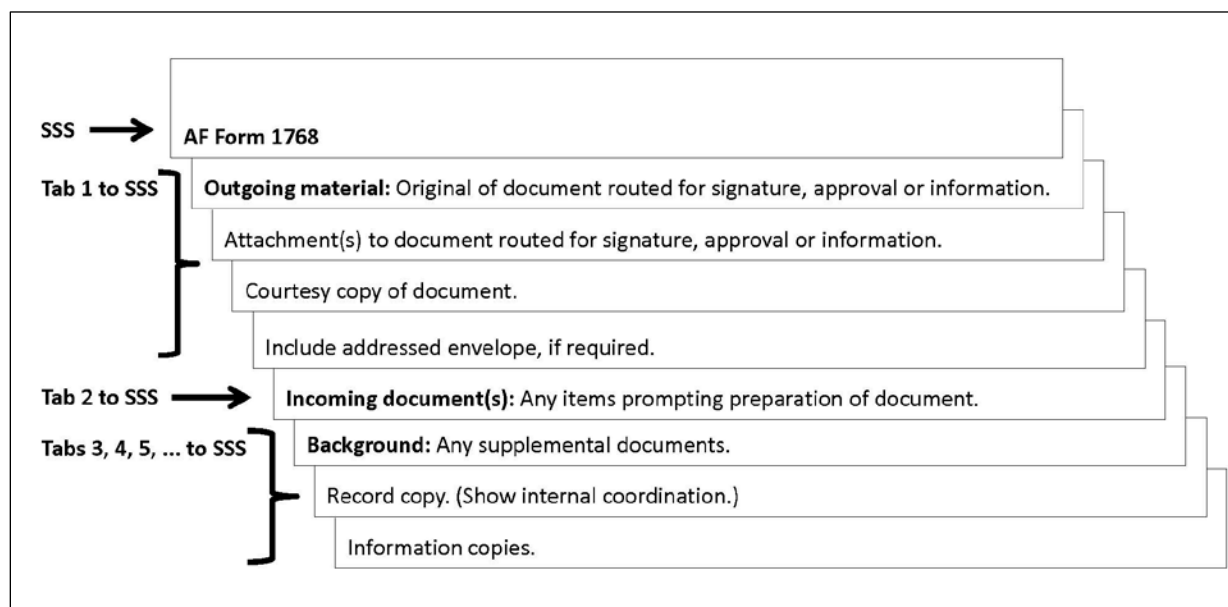 SSS
AF Form 1768
Tab 1 to SSS
Outgoing material: Original of document routed for signature, approval or information.
Attachment(s) to document routed for signature, approval or information.
Courtesy copy of document.
Include addressed envelope, if required.
Tab 2 to SSS
Incoming document(s): Any items prompting preparation of document.
Tabs 3, 4, 5, ... to SSS
Background: Any supplemental documents.
Record copy. (Show internal coordination.)
Information copies.